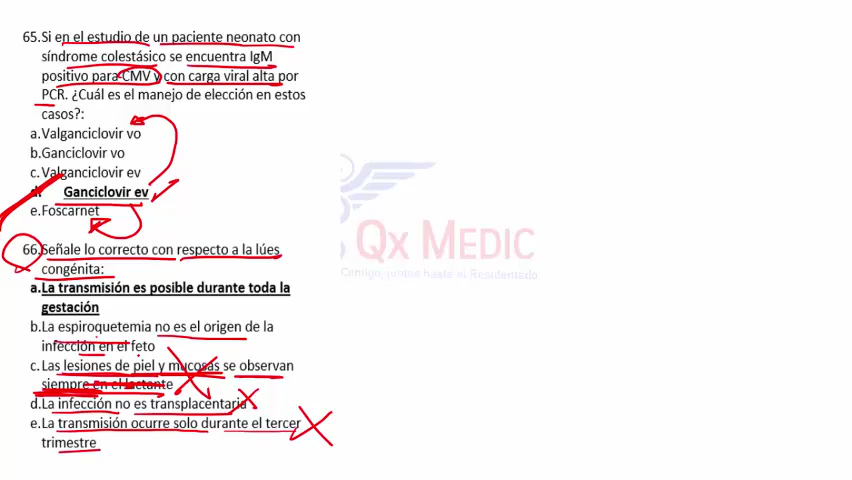 65.Si en el estudio de un paciente neonato con
síndrome colestásico se encuentra IgM
positivo para CMV y con carga viral alta por
PCR. ¿Cuál es el manejo de elección en estos
casos?:
a.Valganciclovir vo
b.Ganciclovir vo
c.Valganciclovir ev
d. Ganciclovir ev
e.Foscarnet
66.Señale lo correcto con respecto a la lúes
congénita:
a.La transmisión es posible durante toda la
gestación
b.La espiroquetemia no es el origen de la
infección en el feto
c.Las lesiones de piel y mucosas se observan
siempre en el lactante
d.La infección no es transplacentaria
e.La transmisión ocurre solo durante el tercer
trimestre
Qx MEDIC
Contigo, juntos hasta el Residentado